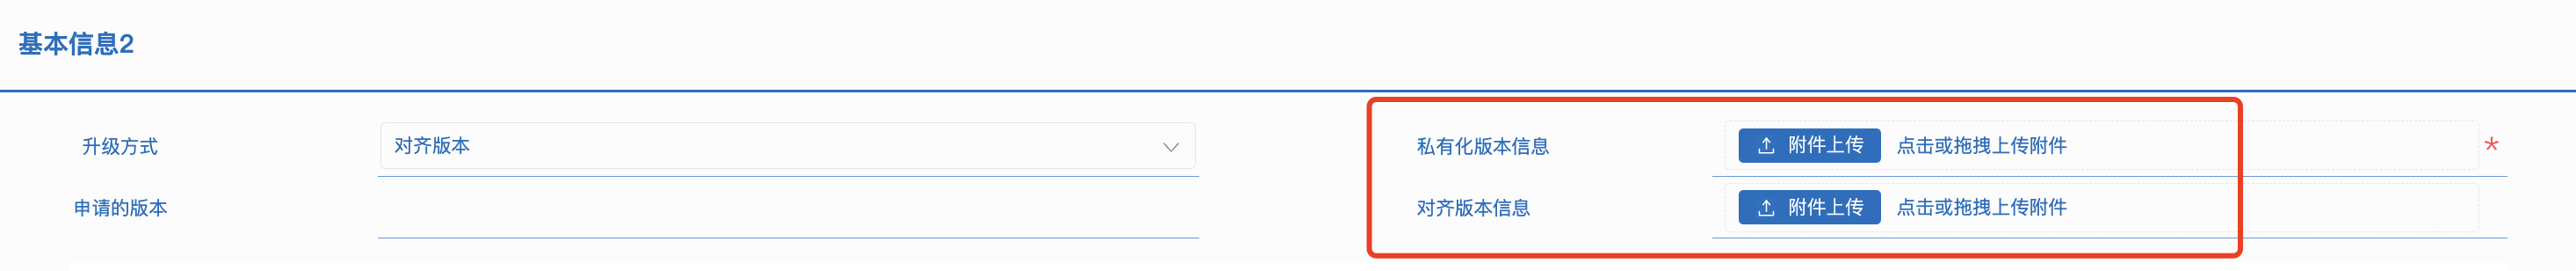 基本信息2
升级方式 对齐版本 私有化版本信息 附件上传 点击或拖拽上传附件 *
申请的版本 对齐版本信息 附件上传 点击或拖拽上传附件